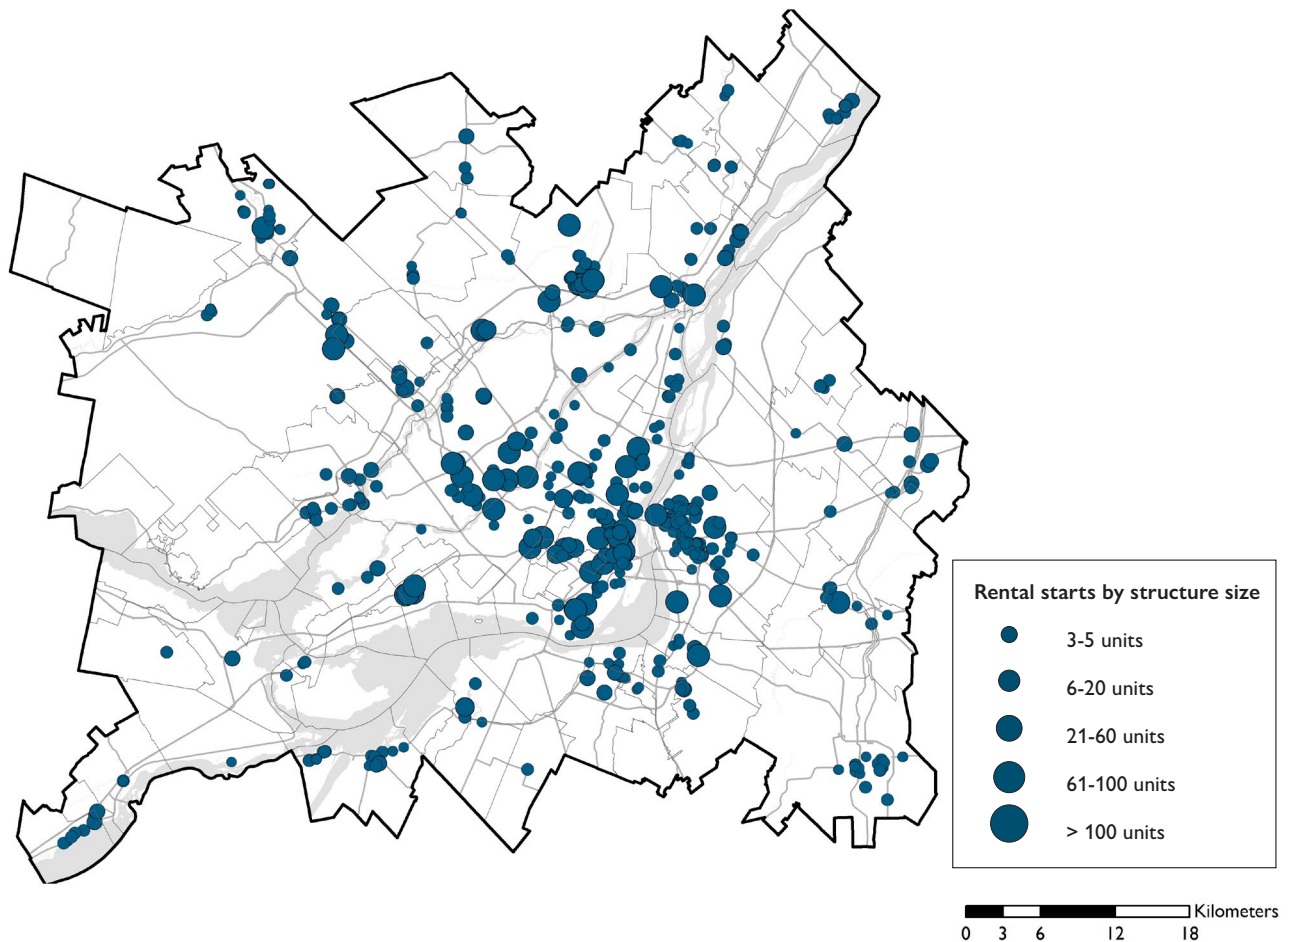 Rental starts by structure size
3-5 units
6-20 units
21-60 units
61-100 units
> 100 units
Kilometers
0 3 6 12 18